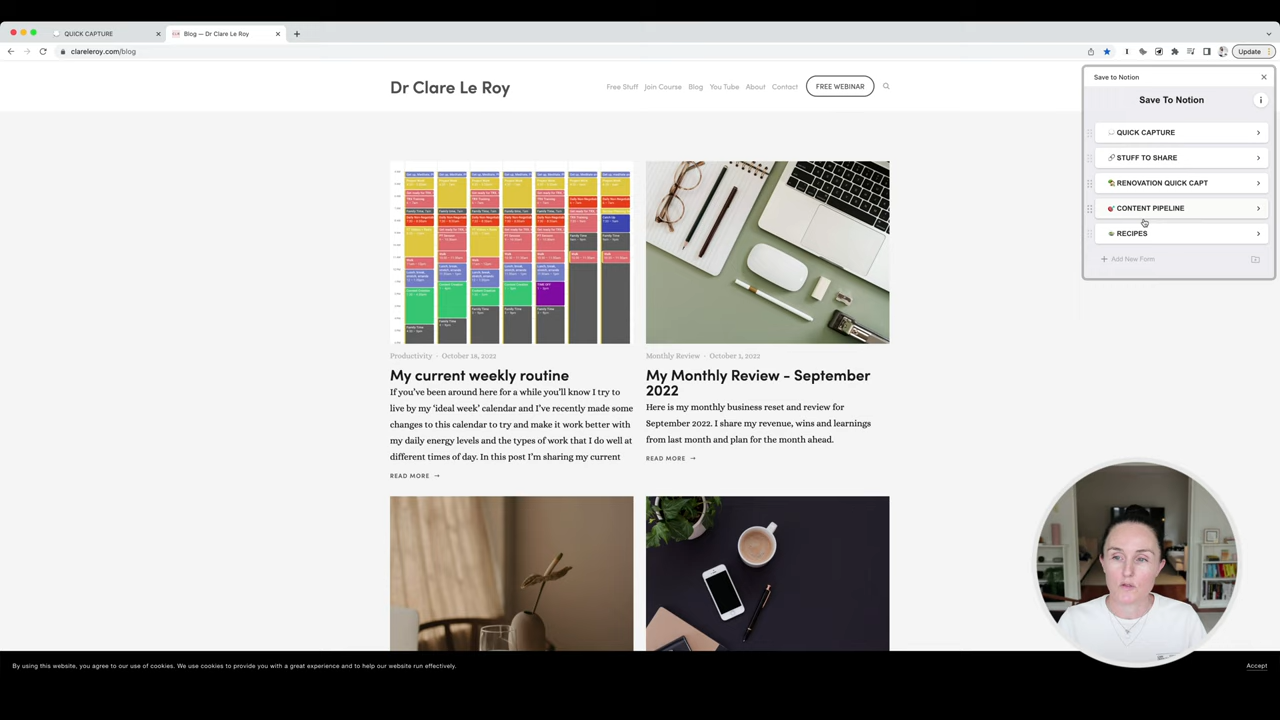 QUICK CAPTURE
Blog — Dr Clare Le Roy
clareleroy.com/blog
Update
Dr Clare Le Roy
Free Stuff
Join Course
Blog
You Tube
About
Contact
FREE WEBINAR
Save to Notion
Save To Notion
QUICK CAPTURE
STUFF TO SHARE
RENOVATION QUICK CAPT
CONTENT PIPELINE
RECIPES
Add New Form
Productivity · October 18, 2022
My current weekly routine
If you've been around here for a while you'll know I try to
live by my 'ideal week' calendar and I've recently made some
changes to this calendar to try and make it work better with
my daily energy levels and the types of work that I do well at
different times of day. In this post I'm sharing my current
READ MORE →
Monthly Review · October 2, 2022
My Monthly Review - September
2022
Here is my monthly business reset and review for
September 2022. I share my revenue, wins and learnings
from last month and plan for the month ahead.
READ MORE →
By using this website, you agree to our use of cookies. We use cookies to provide you with a great experience and to help our website run effectively.
Accept